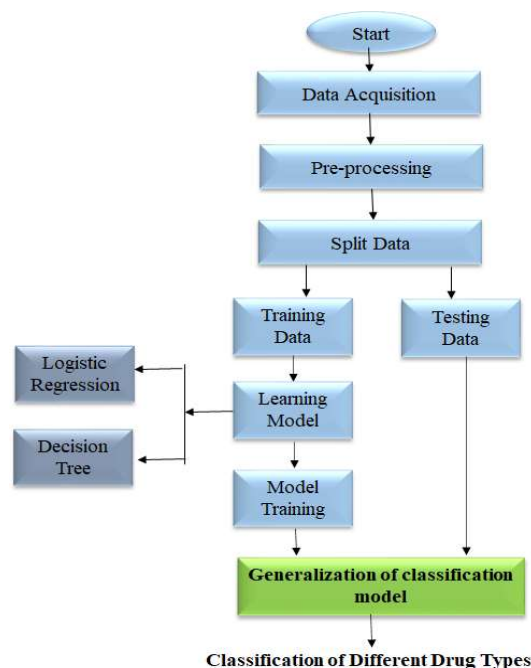 Start
Data Acquisition
Pre-processing
Split Data
Training
Data
Testing
Data
Logistic
Regression
Learning
Model
Decision
Tree
Model
Training
Generalization of classification
model
Classification of Different Drug Types